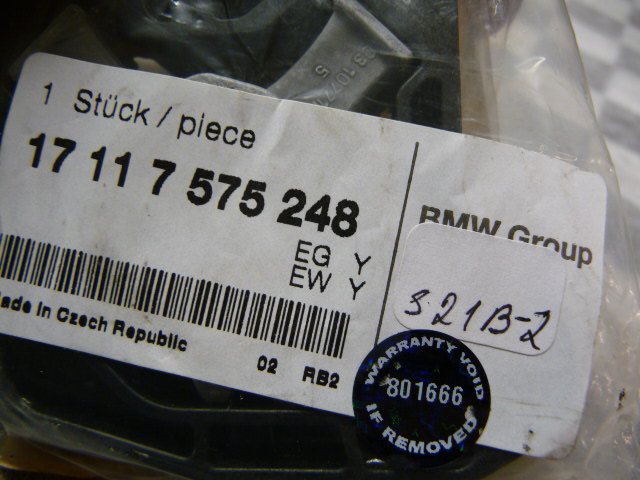 1 Stück / piece
17 11 7 575 248
EG Y
EW Y
Made in Czech Republic
02 RB2
BMW Group
S21B-2
WARRANTY VOID
801666
IF REMOVED